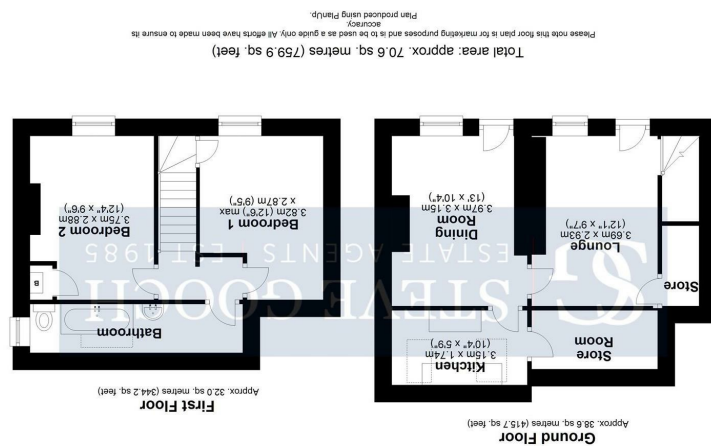 Ground Floor
Approx. 38.6 sq. metres (415.7 sq. feet)
Kitchen
3.15m x 1.74m
(10'4" x 5'9")
Store
Room
Store
Lounge
3.69m x 2.93m
(12'1" x 9'7")
Dining
Room
3.97m x 3.15m
(13' x 10'4")
First Floor
Approx. 32.0 sq. metres (344.2 sq. feet)
Bathroom
B
Bedroom 1
3.82m (12'6") max
x 2.87m (9'5")
Bedroom 2
3.75m x 2.88m
(12'4" x 9'6")
SG
STEVE GOOCH
ESTATE AGENTS | EST 1985
Total area: approx. 70.6 sq. metres (759.9 sq. feet)
Please note this floor plan is for marketing purposes and is to be used as a guide only. All efforts have been made to ensure its
accuracy.
Plan produced using PlanUp.